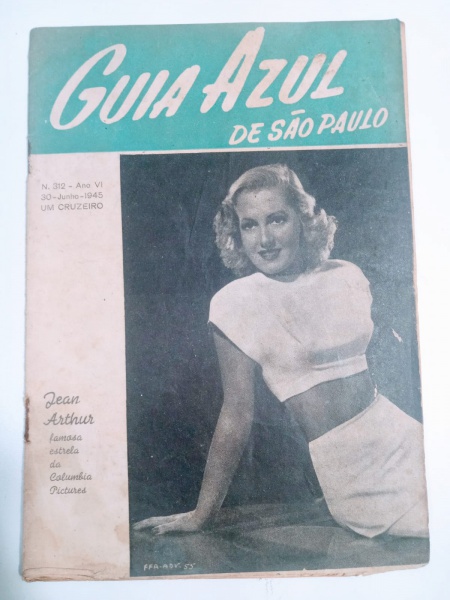 GUIA AZUL
DE SÃO PAULO
N. 312 - Ano VI
30-Junho-1945
UM CRUZEIRO
Jean
Arthur
famosa
estrela
da
Columbia
Pictures